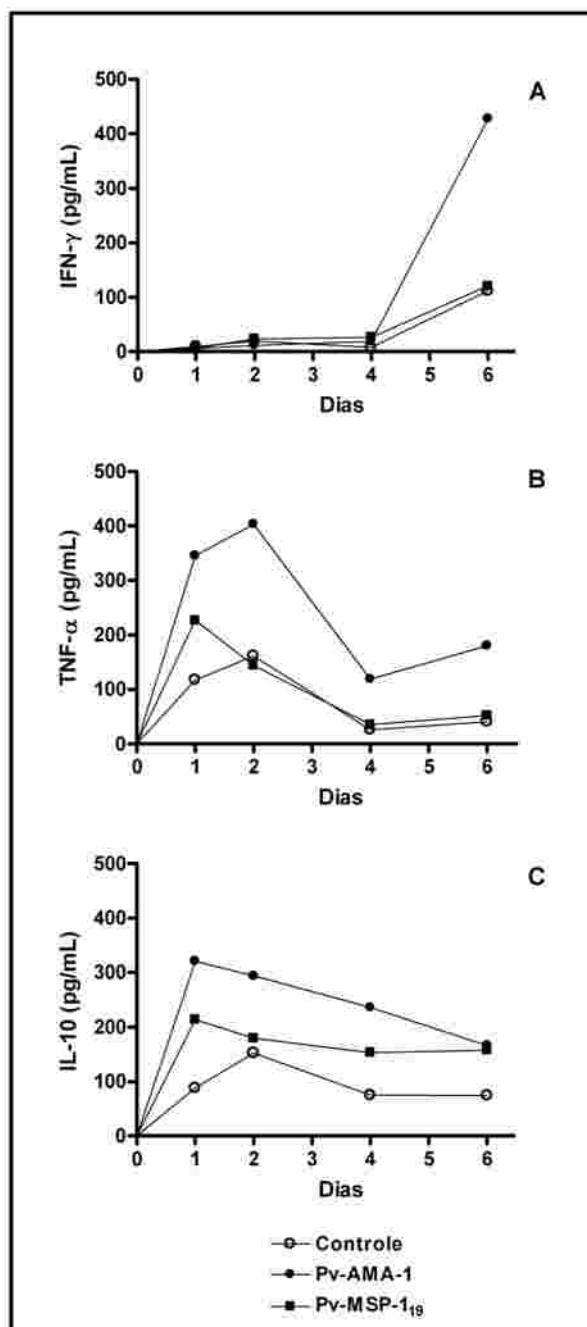 A
500
400
300
200
100
0
IFN-γ (pg/mL)
0 1 2 3 4 5 6
Dias
B
500
400
300
200
100
0
TNF-α (pg/mL)
0 1 2 3 4 5 6
Dias
C
500
400
300
200
100
0
IL-10 (pg/mL)
0 1 2 3 4 5 6
Dias
Controle
Pv-AMA-1
Pv-MSP-1₁₉